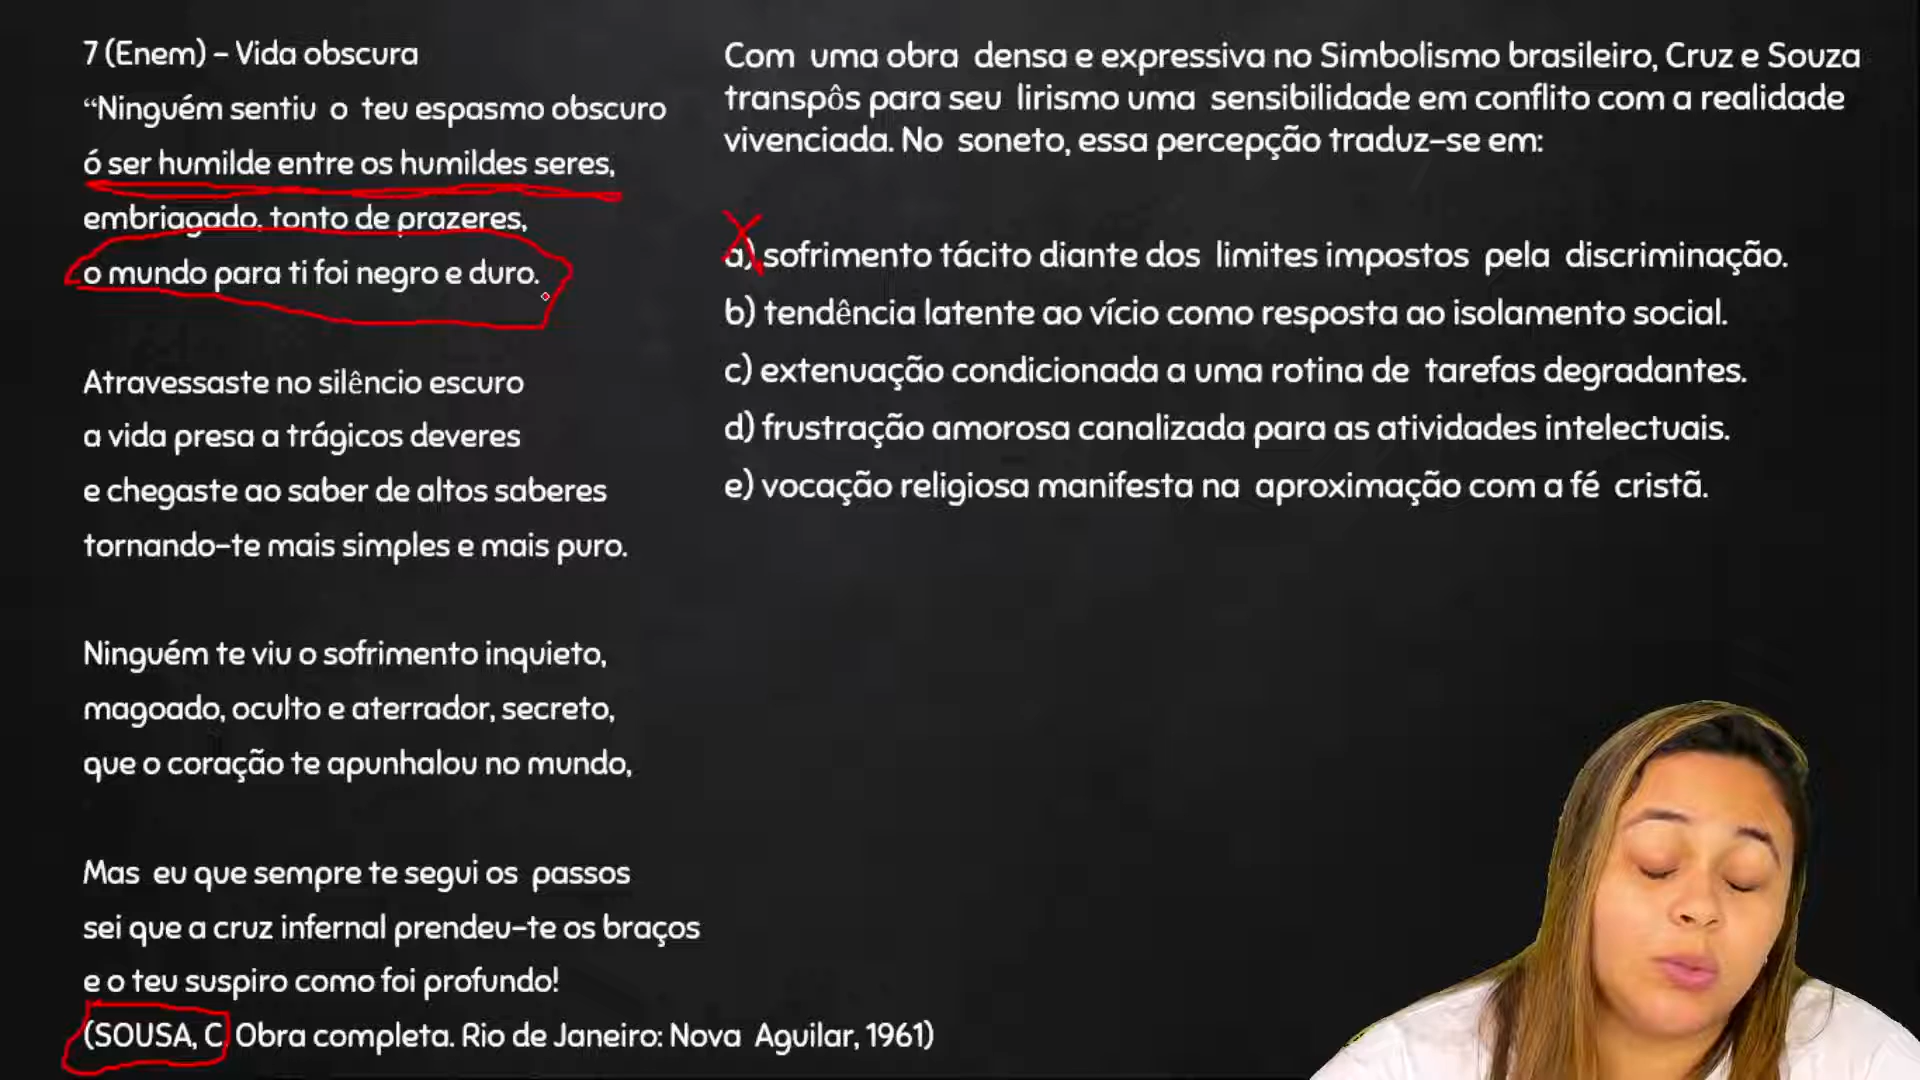 7 (Enem) – Vida obscura
“Ninguém sentiu o teu espasmo obscuro
ó ser humilde entre os humildes seres,
embriagado, tonto de prazeres,
o mundo para ti foi negro e duro.
Atravessaste no silêncio escuro
a vida presa a trágicos deveres
e chegaste ao saber de altos saberes
tornando-te mais simples e mais puro.
Ninguém te viu o sofrimento inquieto,
magoado, oculto e aterrador, secreto,
que o coração te apunhalou no mundo,
Mas eu que sempre te segui os passos
sei que a cruz infernal prendeu-te os braços
e o teu suspiro como foi profundo!
(SOUSA, C. Obra completa. Rio de Janeiro: Nova Aguilar, 1961)
Com uma obra densa e expressiva no Simbolismo brasileiro, Cruz e Souza
transpôs para seu lirismo uma sensibilidade em conflito com a realidade
vivenciada. No soneto, essa percepção traduz-se em:
a) sofrimento tácito diante dos limites impostos pela discriminação.
b) tendência latente ao vício como resposta ao isolamento social.
c) extenuação condicionada a uma rotina de tarefas degradantes.
d) frustração amorosa canalizada para as atividades intelectuais.
e) vocação religiosa manifesta na aproximação com a fé cristã.